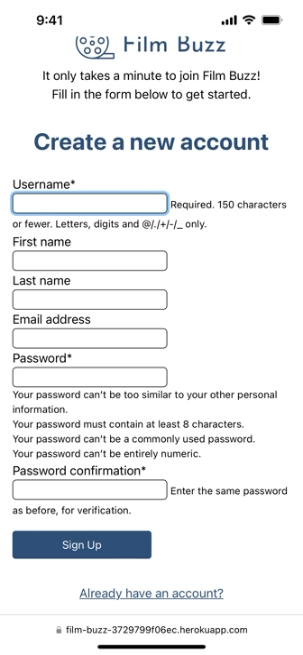 9:41
Film Buzz
It only takes a minute to join Film Buzz!
Fill in the form below to get started.
Create a new account
Username*
Required. 150 characters
or fewer. Letters, digits and @/./+/-/_ only.
First name
Last name
Email address
Password*
Your password can't be too similar to your other personal
information.
Your password must contain at least 8 characters.
Your password can't be a commonly used password.
Your password can't be entirely numeric.
Password confirmation*
Enter the same password
as before, for verification.
Sign Up
Already have an account?
film-buzz-3729799f06ec.herokuapp.com